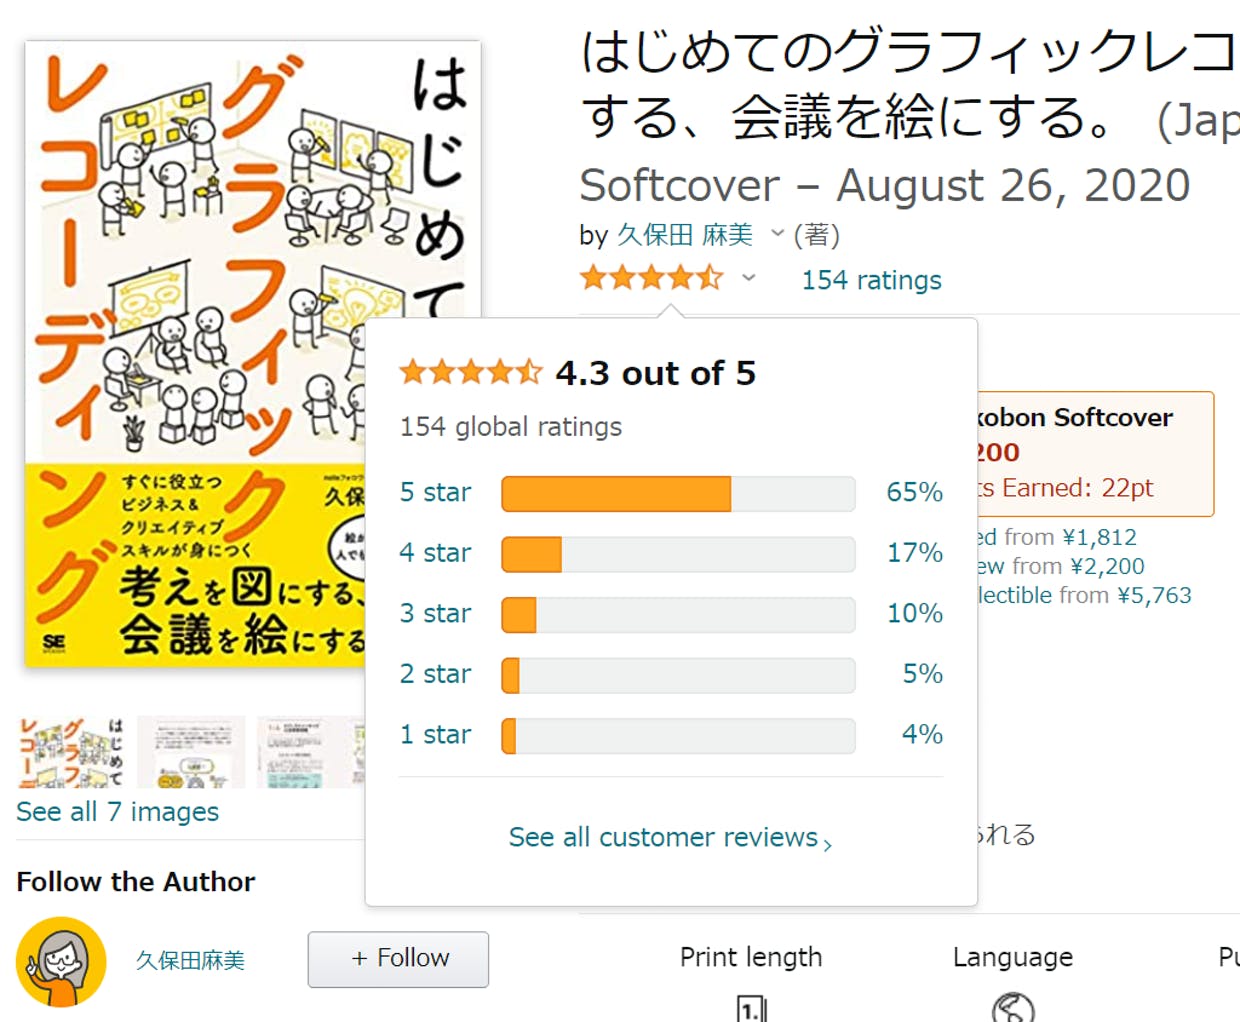 はじめてのグラフィックレコ
する、会議を絵にする。 (Jap
Softcover – August 26, 2020
by 久保田 麻美 (著)
154 ratings
はじめて
グラフィック
レコーディング
すぐに役立つ
ビジネス&
クリエイティブ
スキルが身につく
久保
考えを図にする、
会議を絵にする
SE
4.3 out of 5
154 global ratings
5 star 65%
4 star 17%
3 star 10%
2 star 5%
1 star 4%
See all customer reviews
kobon Softcover
200
ts Earned: 22pt
ed from ¥1,812
ew from ¥2,200
llectible from ¥5,763
られる
See all 7 images
Follow the Author
久保田麻美
+ Follow
Print length
Language
Pu
1.